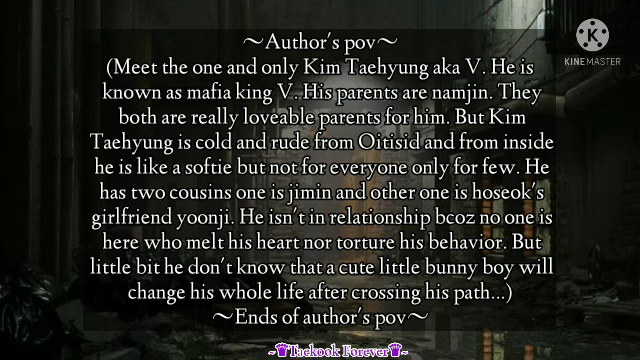 ~Author's pov~
KINEMASTER
(Meet the one and only Kim Taehyung aka V. He is
known as mafia king V. His parents are namjin. They
both are really loveable parents for him. But Kim
Taehyung is cold and rude from Oitisid and from inside
he is like a softie but not for everyone only for few. He
has two cousins one is jimin and other one is hoseok's
girlfriend yoonji. He isn't in relationship bcoz no one is
here who melt his heart nor torture his behavior. But
little bit he don't know that a cute little bunny boy will
change his whole life after crossing his path...)
~Ends of author's pov~
~♛Taekook Forever♛~